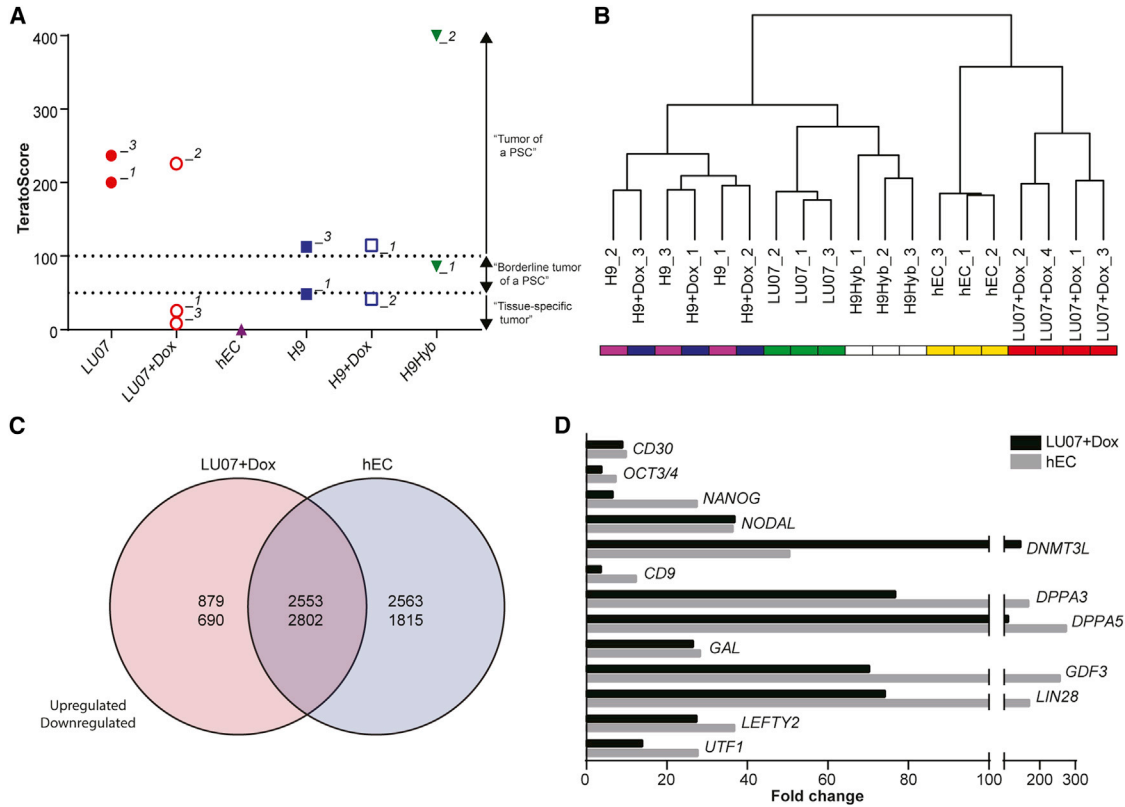 A
TeratoScore
400
300
200
100
0
_3
_1
_2
_1
_3
_3
_1
_1
_2
_2
_1
"Tumor of
a PSC"
"Borderline tumor
of a PSC"
"Tissue-specific
tumor"
LU07
LU07+Dox
hEC
H9
H9+Dox
H9Hyb
B
H9_2
H9+Dox_3
H9_3
H9+Dox_1
H9_1
H9+Dox_2
LU07_2
LU07_1
LU07_3
H9Hyb_1
H9Hyb_2
H9Hyb_3
hEC_3
hEC_1
hEC_2
LU07+Dox_2
LU07+Dox_4
LU07+Dox_1
LU07+Dox_3
C
LU07+Dox
hEC
879 2553 2563
690 2802 1815
Upregulated
Downregulated
D
LU07+Dox
hEC
CD30
OCT3/4
NANOG
NODAL
DNMT3L
CD9
DPPA3
DPPA5
GAL
GDF3
LIN28
LEFTY2
UTF1
0 20 40 60 80 100 200 300
Fold change